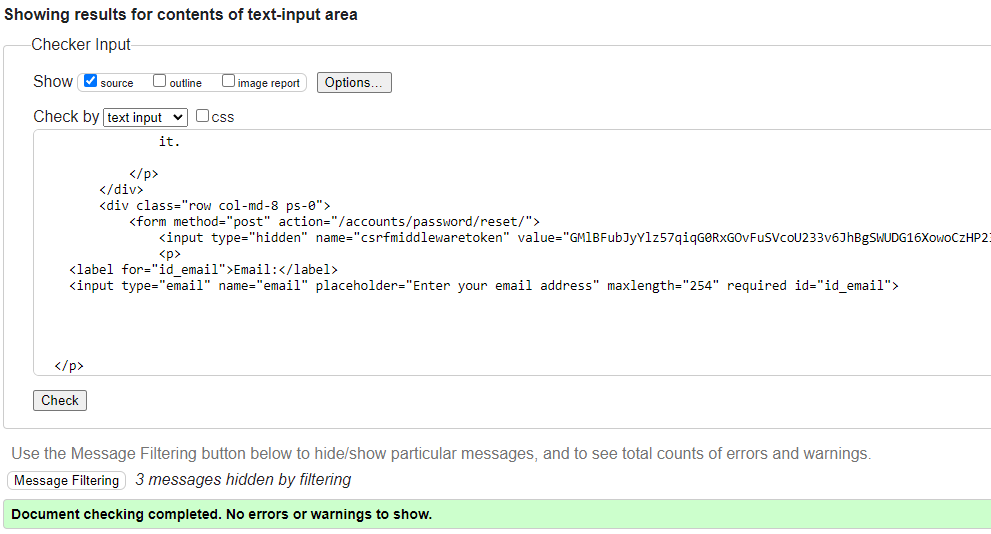 Showing results for contents of text-input area
Checker Input
Show source outline image report Options...
Check by text input css
it.
</p>
</div>
<div class="row col-md-8 ps-0">
<form method="post" action="/accounts/password/reset/">
<input type="hidden" name="csrfmiddlewaretoken" value="GMlBFubJyYlz57qiqG0RxGOvFuSVcoU233v6JhBgSWUDG16XowoCzHP2
<p>
<label for="id_email">Email:</label>
<input type="email" name="email" placeholder="Enter your email address" maxlength="254" required id="id_email">
</p>
Check
Use the Message Filtering button below to hide/show particular messages, and to see total counts of errors and warnings.
Message Filtering 3 messages hidden by filtering
Document checking completed. No errors or warnings to show.